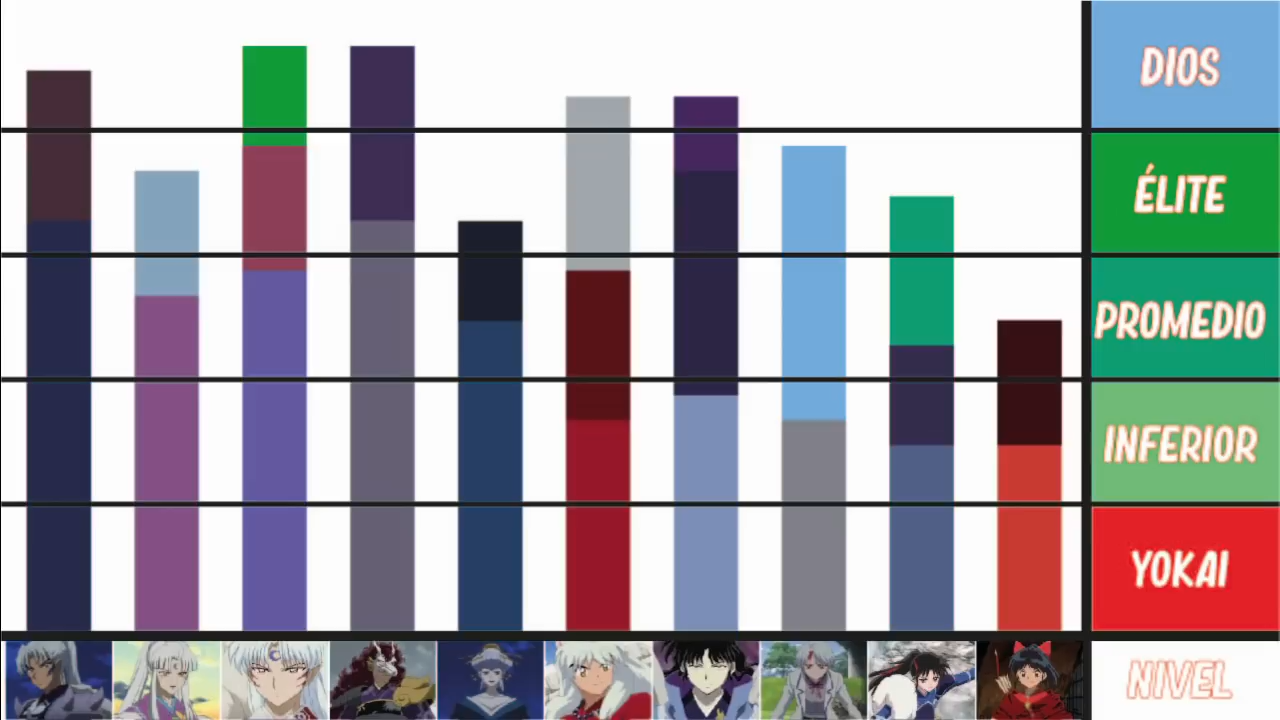 DIOS
ÉLITE
PROMEDIO
INFERIOR
YOKAI
NIVEL